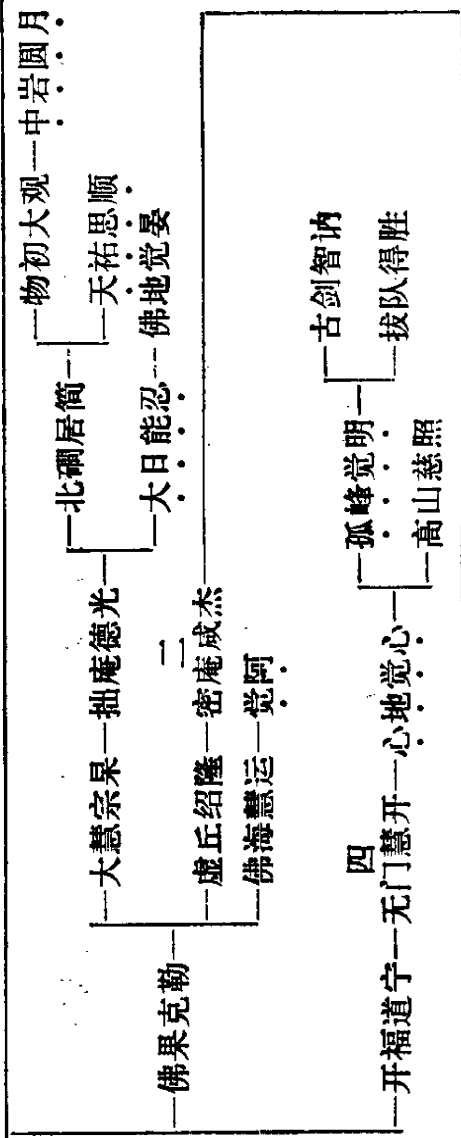 物初大观 中岩圆月
北磵居简
大慧宗杲 拙庵德光 天祐思顺
大日能忍 佛地觉晏
佛果克勒 二
虚丘绍隆 密庵咸杰
佛海慧运 觉阿
古剑智讷
四 孤峰觉明
开福道宁 无门慧开 心地觉心 拔队得胜
高山慈照